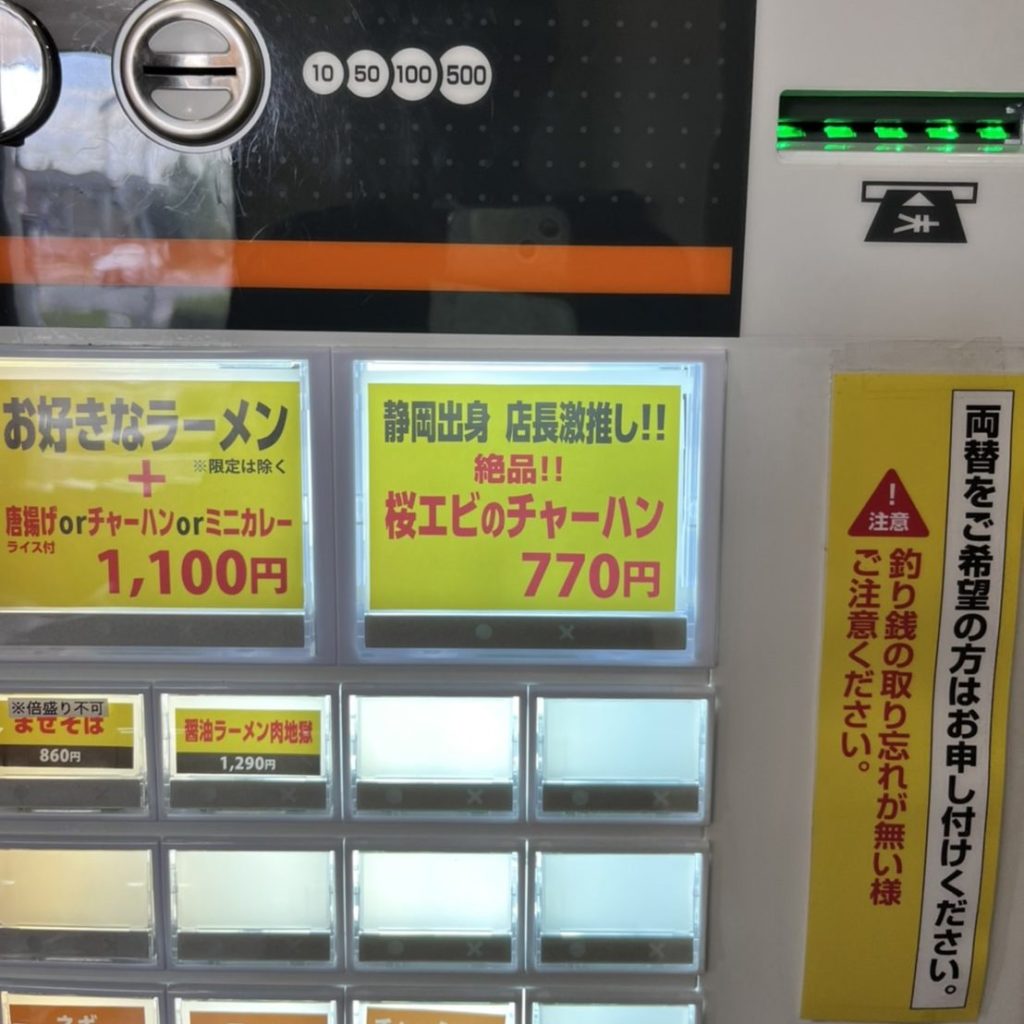 10 50 100 500
お好きなラーメン
※限定は除く
+
唐揚げorチャーハンorミニカレー
ライス付
1,100円
静岡出身 店長激推し!!
絶品!!
桜エビのチャーハン
770円
両替をご希望の方はお申し付けください。
!
注意
釣り銭の取り忘れが無い様
ご注意ください。
※倍盛り不可
まぜそば
860円
醤油ラーメン肉地獄
1,290円
ネギ